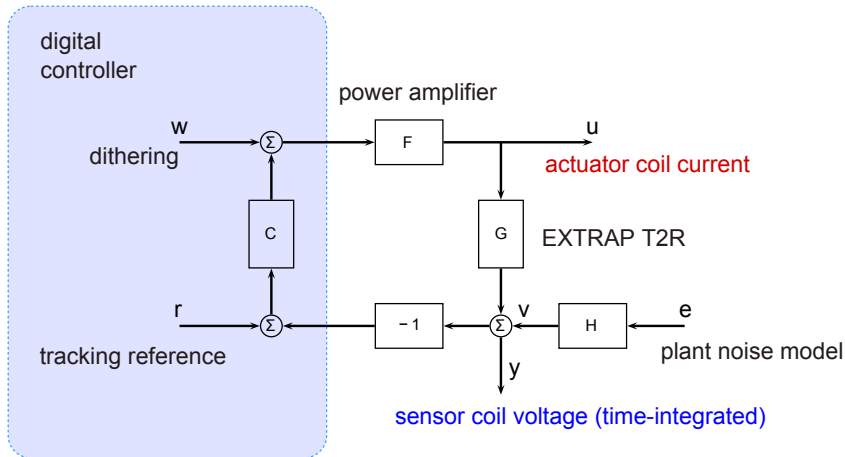 digital
controller
power amplifier
w
Σ
F
u
dithering
actuator coil current
C
G
EXTRAP T2R
r
Σ
−1
Σ
v
H
e
tracking reference
y
plant noise model
sensor coil voltage (time-integrated)